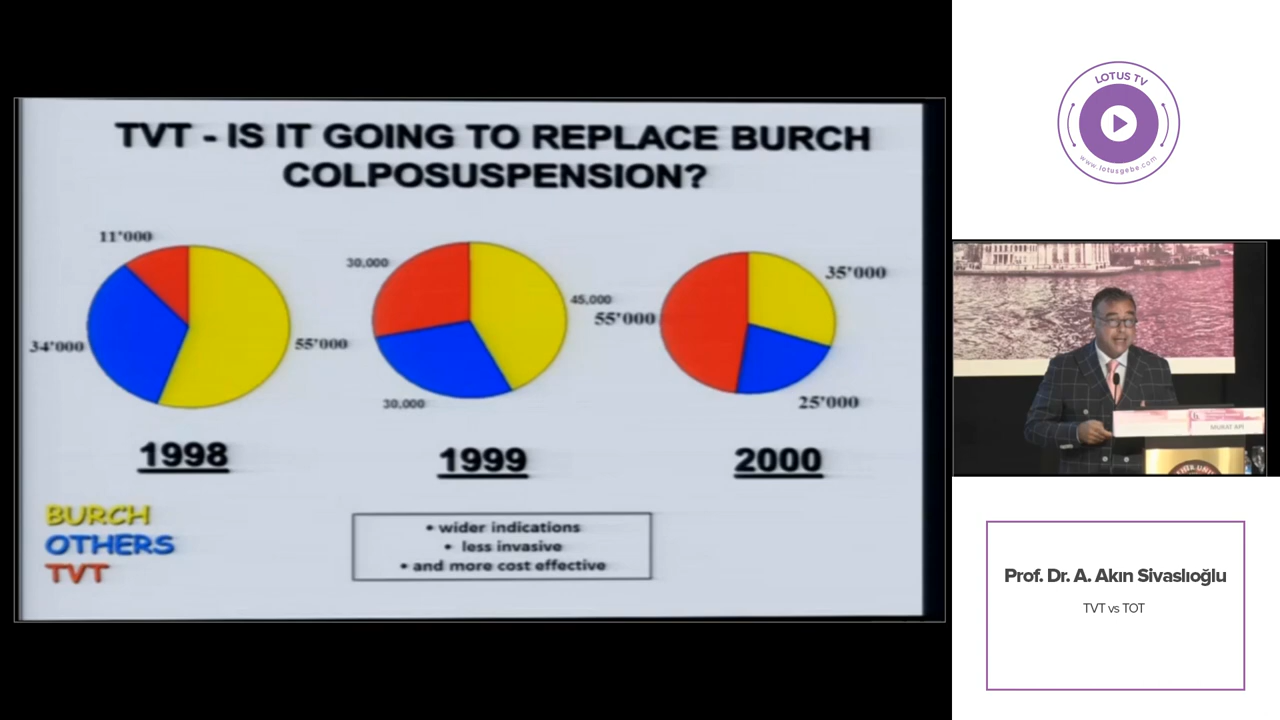 TVT - IS IT GOING TO REPLACE BURCH
COLPOSUSPENSION?
11'000
34'000
55'000
1998
30,000
45,000
30,000
1999
55'000
35'000
25'000
2000
BURCH
OTHERS
TVT
• wider indications
• less invasive
• and more cost effective
LOTUS TV
www.lotusgebe.com
MURAT API
Prof. Dr. A. Akın Sivaslıoğlu
TVT vs TOT